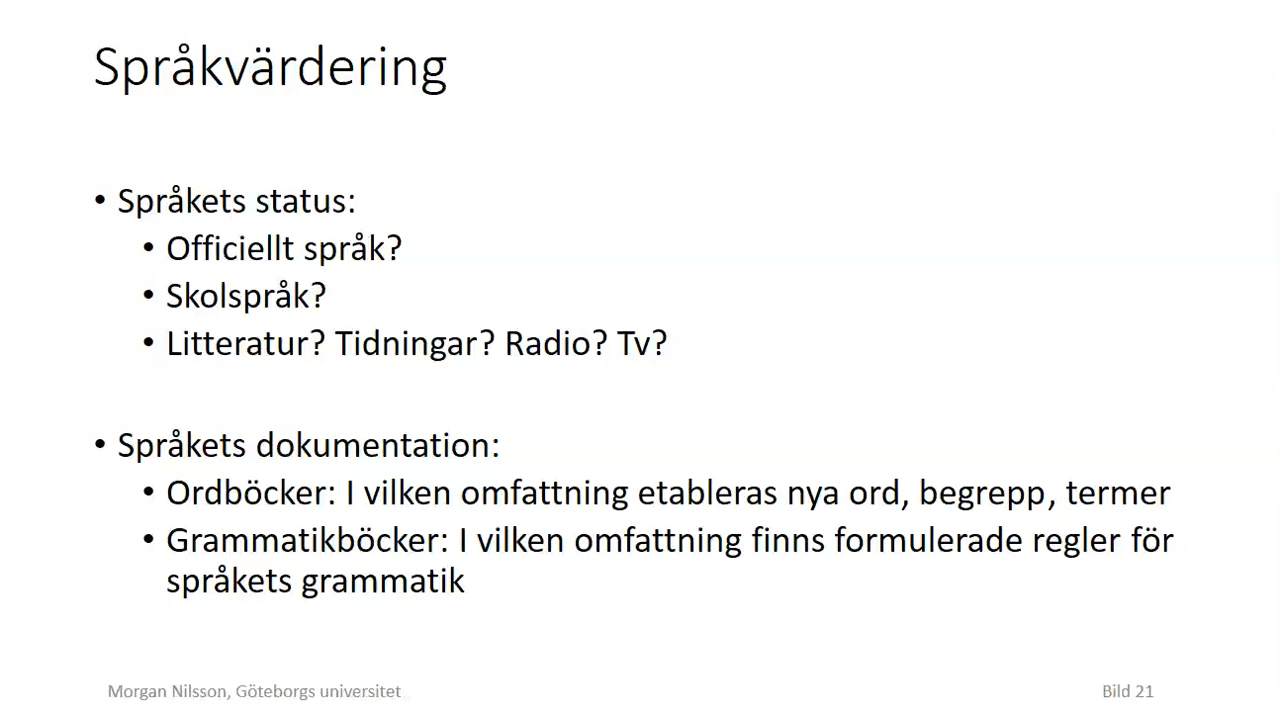 Språkvärdering
• Språkets status:
• Officiellt språk?
• Skolspråk?
• Litteratur? Tidningar? Radio? Tv?
• Språkets dokumentation:
• Ordböcker: I vilken omfattning etableras nya ord, begrepp, termer
• Grammatikböcker: I vilken omfattning finns formulerade regler för
språkets grammatik
Morgan Nilsson, Göteborgs universitet
Bild 21